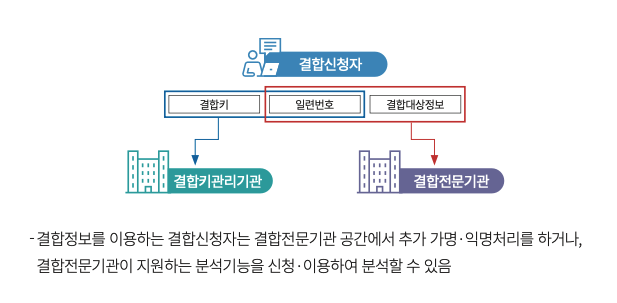 결합신청자
결합키 일련번호 결합대상정보
결합키관리기관 결합전문기관
- 결합정보를 이용하는 결합신청자는 결합전문기관 공간에서 추가 가명·익명처리를 하거나,
결합전문기관이 지원하는 분석기능을 신청·이용하여 분석할 수 있음